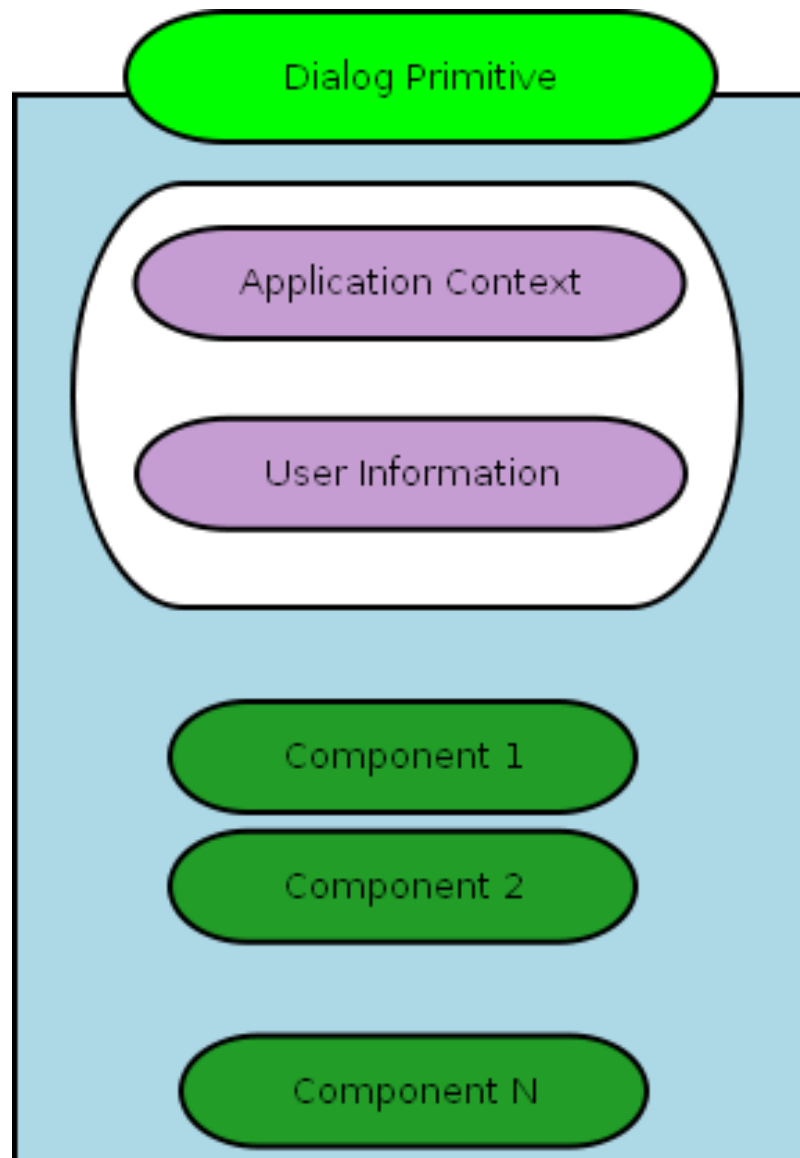 Dialog Primitive
Application Context
User Information
Component 1
Component 2
Component N